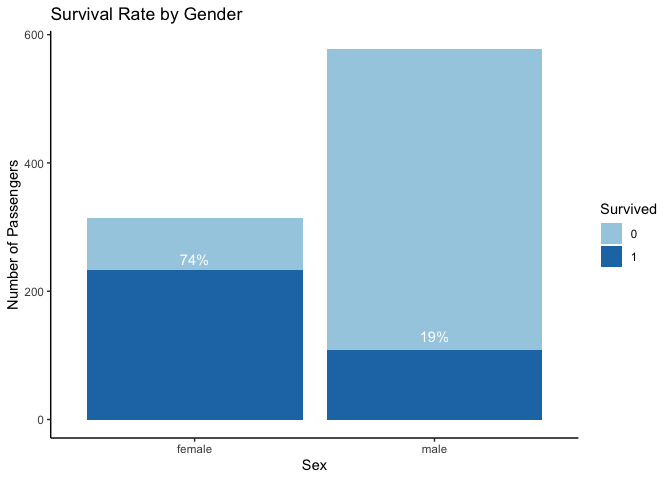 Survival Rate by Gender
Number of Passengers
600
400
200
0
74%
19%
female
male
Sex
Survived
0
1